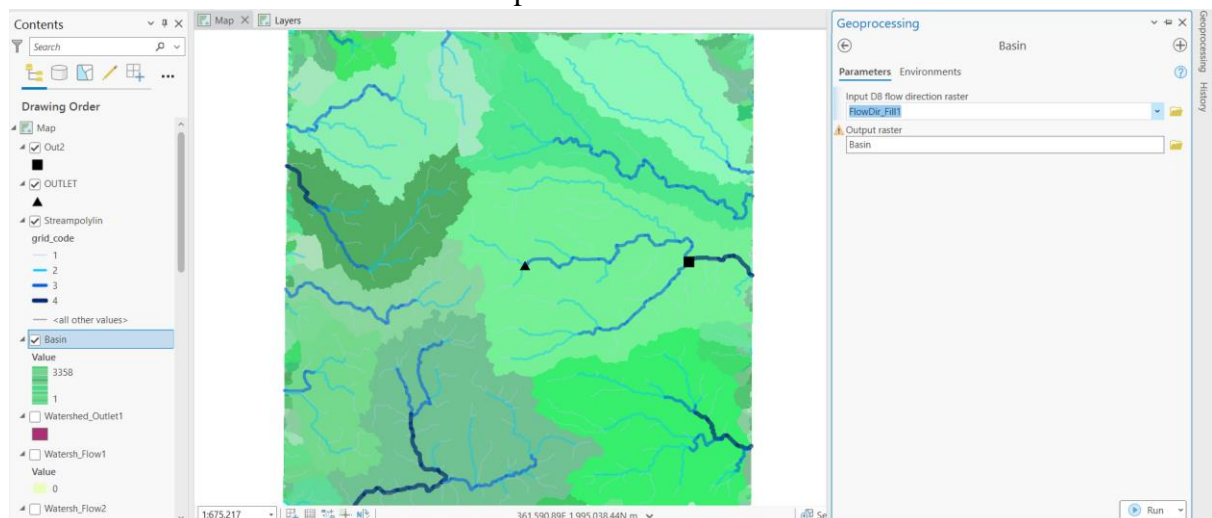 Contents
Search
Drawing Order
Map
Out2
OUTLET
Streampolylin
grid_code
1
2
3
4
<all other values>
Basin
Value
3358
1
Watershed_Outlet1
Watersh_Flow1
Value
0
Watersh_Flow2
Map
Layers
1:675,217
361,590.89E 1,995,038.44N m
Se
Geoprocessing
Basin
Parameters Environments
Input D8 flow direction raster
FlowDir_Fill1
Output raster
Basin
Run
Geoprocessing
History